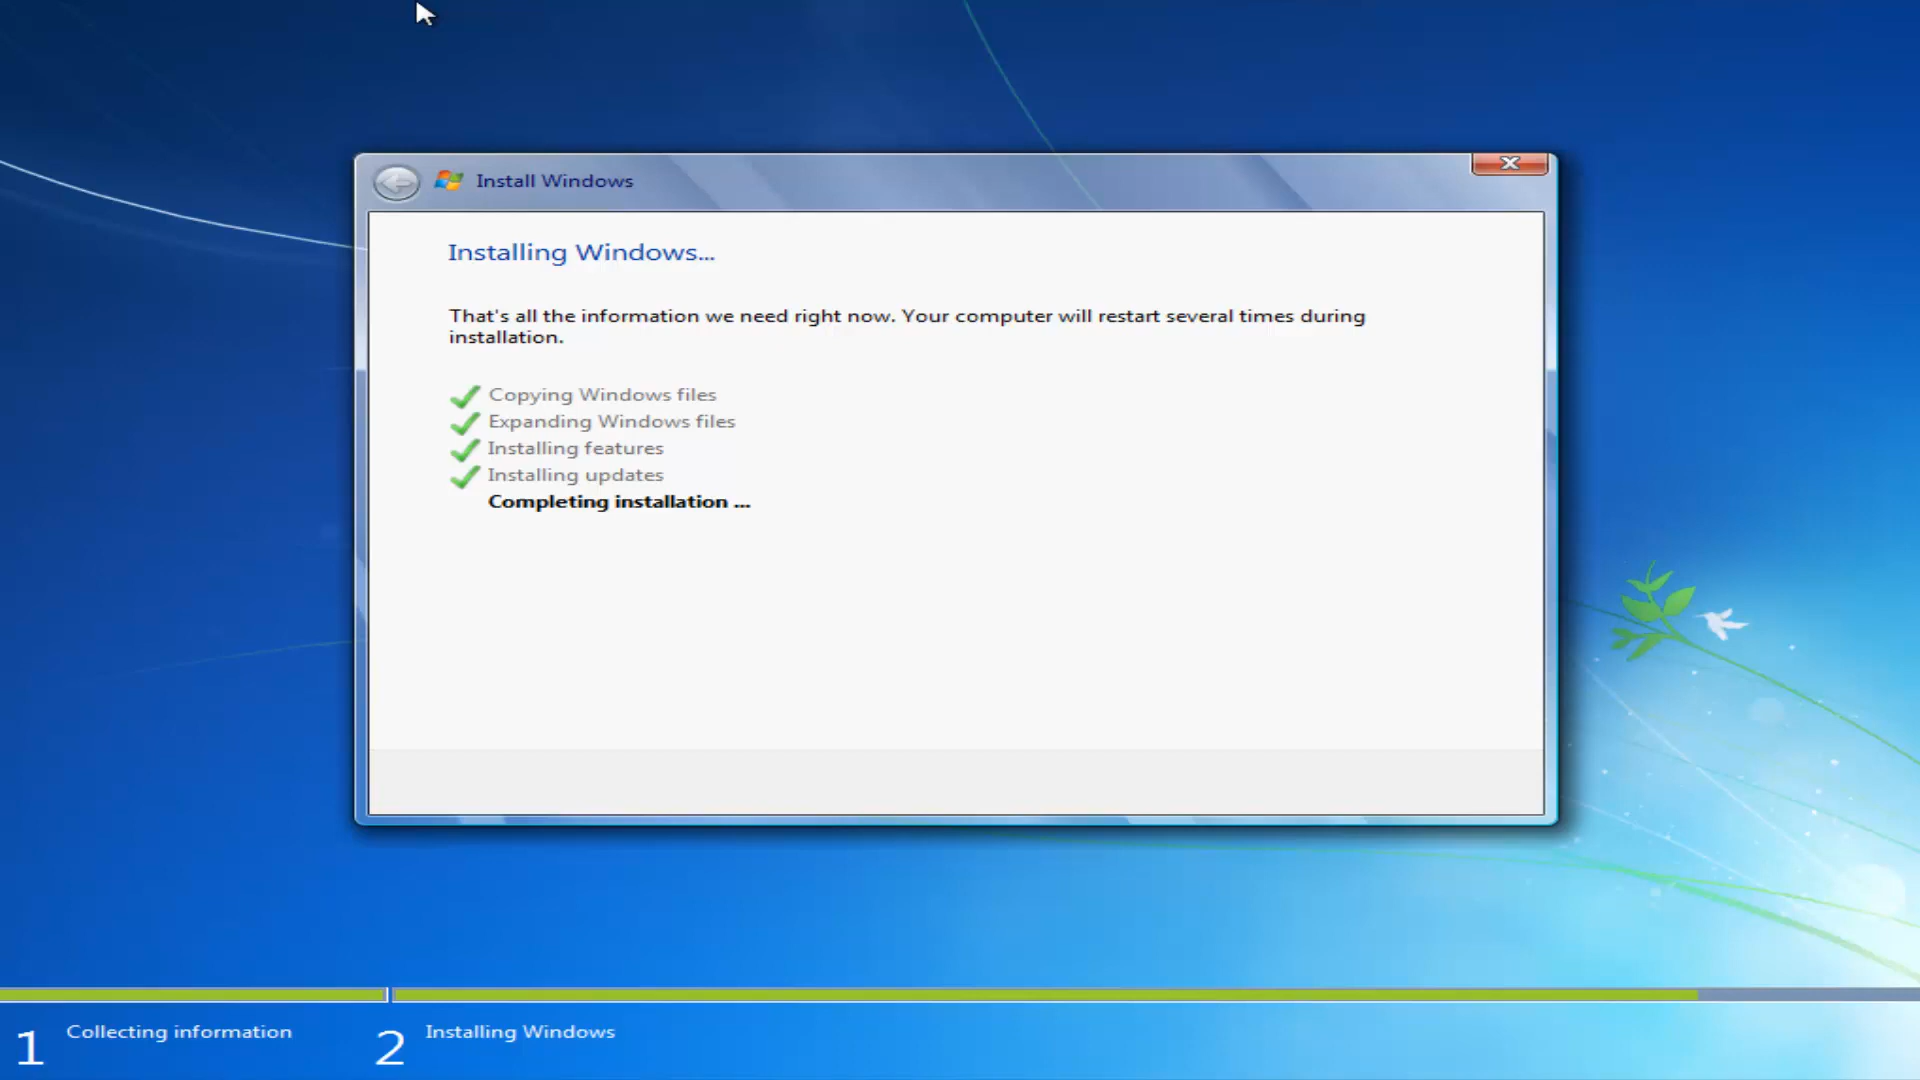 Install Windows
Installing Windows...
That's all the information we need right now. Your computer will restart several times during
installation.
Copying Windows files
Expanding Windows files
Installing features
Installing updates
Completing installation ...
1 Collecting information
2 Installing Windows